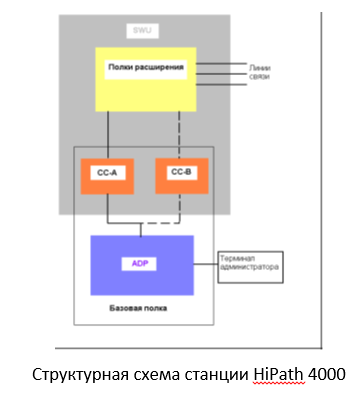 SWU
Полки расширения
Линии
связи
CC-A
CC-B
ADP
Терминал
администратора
Базовая полка
Структурная схема станции HiPath 4000